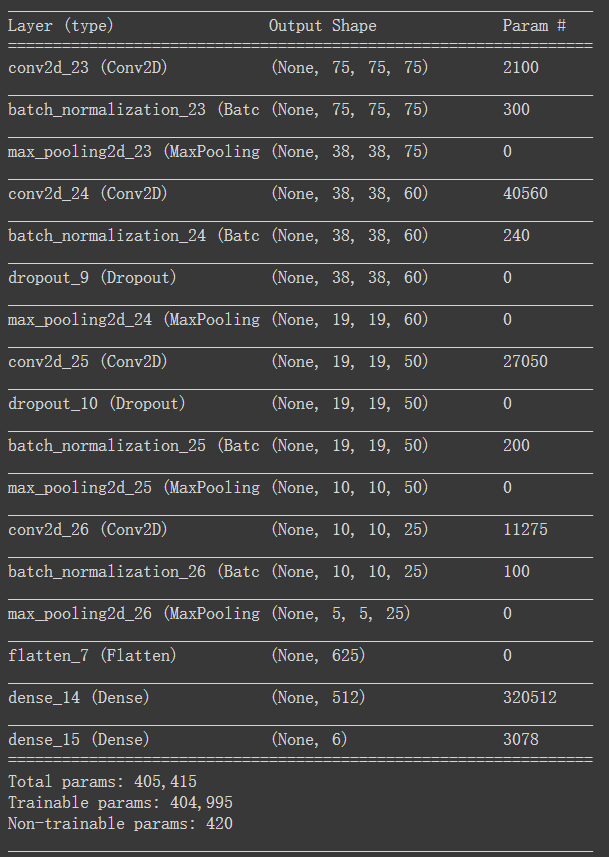 Layer (type) Output Shape Param #
conv2d_23 (Conv2D) (None, 75, 75, 75) 2100
batch_normalization_23 (Batc (None, 75, 75, 75) 300
max_pooling2d_23 (MaxPooling (None, 38, 38, 75) 0
conv2d_24 (Conv2D) (None, 38, 38, 60) 40560
batch_normalization_24 (Batc (None, 38, 38, 60) 240
dropout_9 (Dropout) (None, 38, 38, 60) 0
max_pooling2d_24 (MaxPooling (None, 19, 19, 60) 0
conv2d_25 (Conv2D) (None, 19, 19, 50) 27050
dropout_10 (Dropout) (None, 19, 19, 50) 0
batch_normalization_25 (Batc (None, 19, 19, 50) 200
max_pooling2d_25 (MaxPooling (None, 10, 10, 50) 0
conv2d_26 (Conv2D) (None, 10, 10, 25) 11275
batch_normalization_26 (Batc (None, 10, 10, 25) 100
max_pooling2d_26 (MaxPooling (None, 5, 5, 25) 0
flatten_7 (Flatten) (None, 625) 0
dense_14 (Dense) (None, 512) 320512
dense_15 (Dense) (None, 6) 3078
Total params: 405,415
Trainable params: 404,995
Non-trainable params: 420